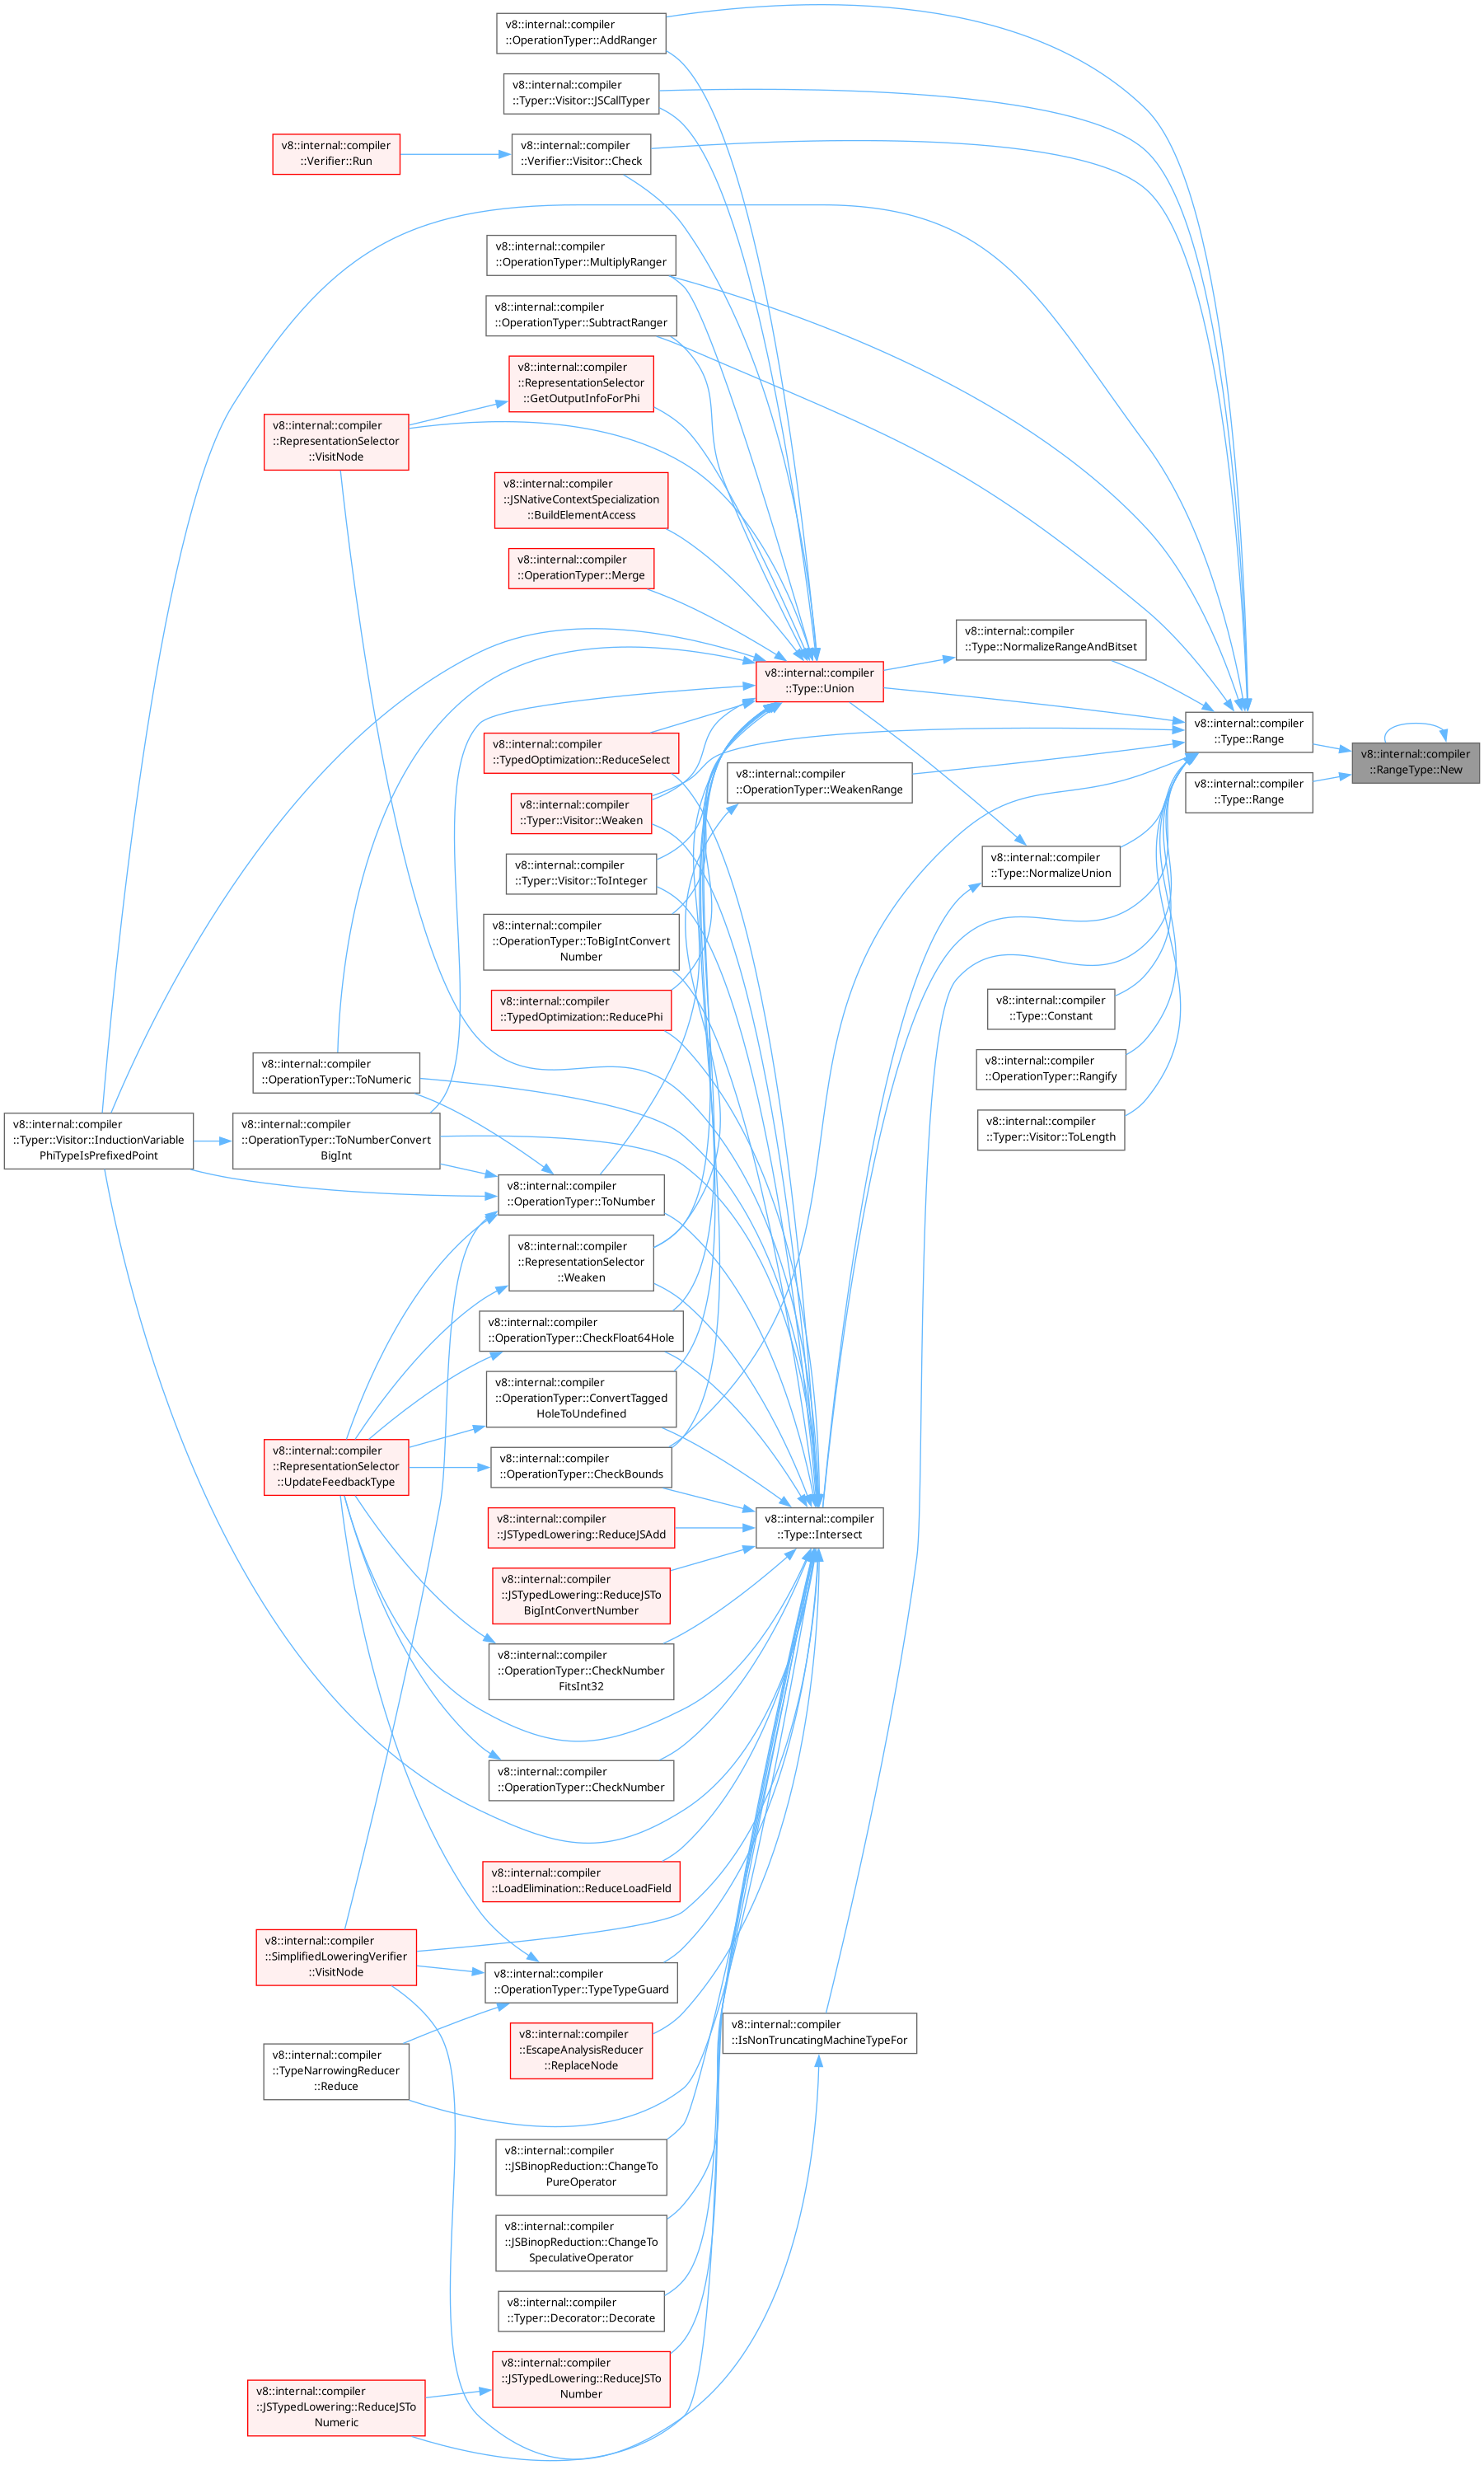 v8::internal::compiler
::OperationTyper::AddRanger
v8::internal::compiler
::Typer::Visitor::JSCallTyper
v8::internal::compiler
::Verifier::Run
v8::internal::compiler
::Verifier::Visitor::Check
v8::internal::compiler
::OperationTyper::MultiplyRanger
v8::internal::compiler
::OperationTyper::SubtractRanger
v8::internal::compiler
::RepresentationSelector
::GetOutputInfoForPhi
v8::internal::compiler
::RepresentationSelector
::VisitNode
v8::internal::compiler
::JSNativeContextSpecialization
::BuildElementAccess
v8::internal::compiler
::OperationTyper::Merge
v8::internal::compiler
::Type::NormalizeRangeAndBitset
v8::internal::compiler
::Type::Union
v8::internal::compiler
::Type::Range
v8::internal::compiler
::RangeType::New
v8::internal::compiler
::TypedOptimization::ReduceSelect
v8::internal::compiler
::OperationTyper::WeakenRange
v8::internal::compiler
::Type::Range
v8::internal::compiler
::Typer::Visitor::Weaken
v8::internal::compiler
::Typer::Visitor::ToInteger
v8::internal::compiler
::Type::NormalizeUnion
v8::internal::compiler
::OperationTyper::ToBigIntConvert
Number
v8::internal::compiler
::TypedOptimization::ReducePhi
v8::internal::compiler
::Type::Constant
v8::internal::compiler
::OperationTyper::ToNumeric
v8::internal::compiler
::OperationTyper::Rangify
v8::internal::compiler
::Typer::Visitor::InductionVariable
PhiTypeIsPrefixedPoint
v8::internal::compiler
::OperationTyper::ToNumberConvert
BigInt
v8::internal::compiler
::Typer::Visitor::ToLength
v8::internal::compiler
::OperationTyper::ToNumber
v8::internal::compiler
::RepresentationSelector
::Weaken
v8::internal::compiler
::OperationTyper::CheckFloat64Hole
v8::internal::compiler
::OperationTyper::ConvertTagged
HoleToUndefined
v8::internal::compiler
::RepresentationSelector
::UpdateFeedbackType
v8::internal::compiler
::OperationTyper::CheckBounds
v8::internal::compiler
::JSTypedLowering::ReduceJSAdd
v8::internal::compiler
::Type::Intersect
v8::internal::compiler
::JSTypedLowering::ReduceJSTo
BigIntConvertNumber
v8::internal::compiler
::OperationTyper::CheckNumber
FitsInt32
v8::internal::compiler
::OperationTyper::CheckNumber
v8::internal::compiler
::LoadElimination::ReduceLoadField
v8::internal::compiler
::SimplifiedLoweringVerifier
::VisitNode
v8::internal::compiler
::OperationTyper::TypeTypeGuard
v8::internal::compiler
::EscapeAnalysisReducer
::ReplaceNode
v8::internal::compiler
::IsNonTruncatingMachineTypeFor
v8::internal::compiler
::TypeNarrowingReducer
::Reduce
v8::internal::compiler
::JSBinopReduction::ChangeTo
PureOperator
v8::internal::compiler
::JSBinopReduction::ChangeTo
SpeculativeOperator
v8::internal::compiler
::Typer::Decorator::Decorate
v8::internal::compiler
::JSTypedLowering::ReduceJSTo
Number
v8::internal::compiler
::JSTypedLowering::ReduceJSTo
Numeric